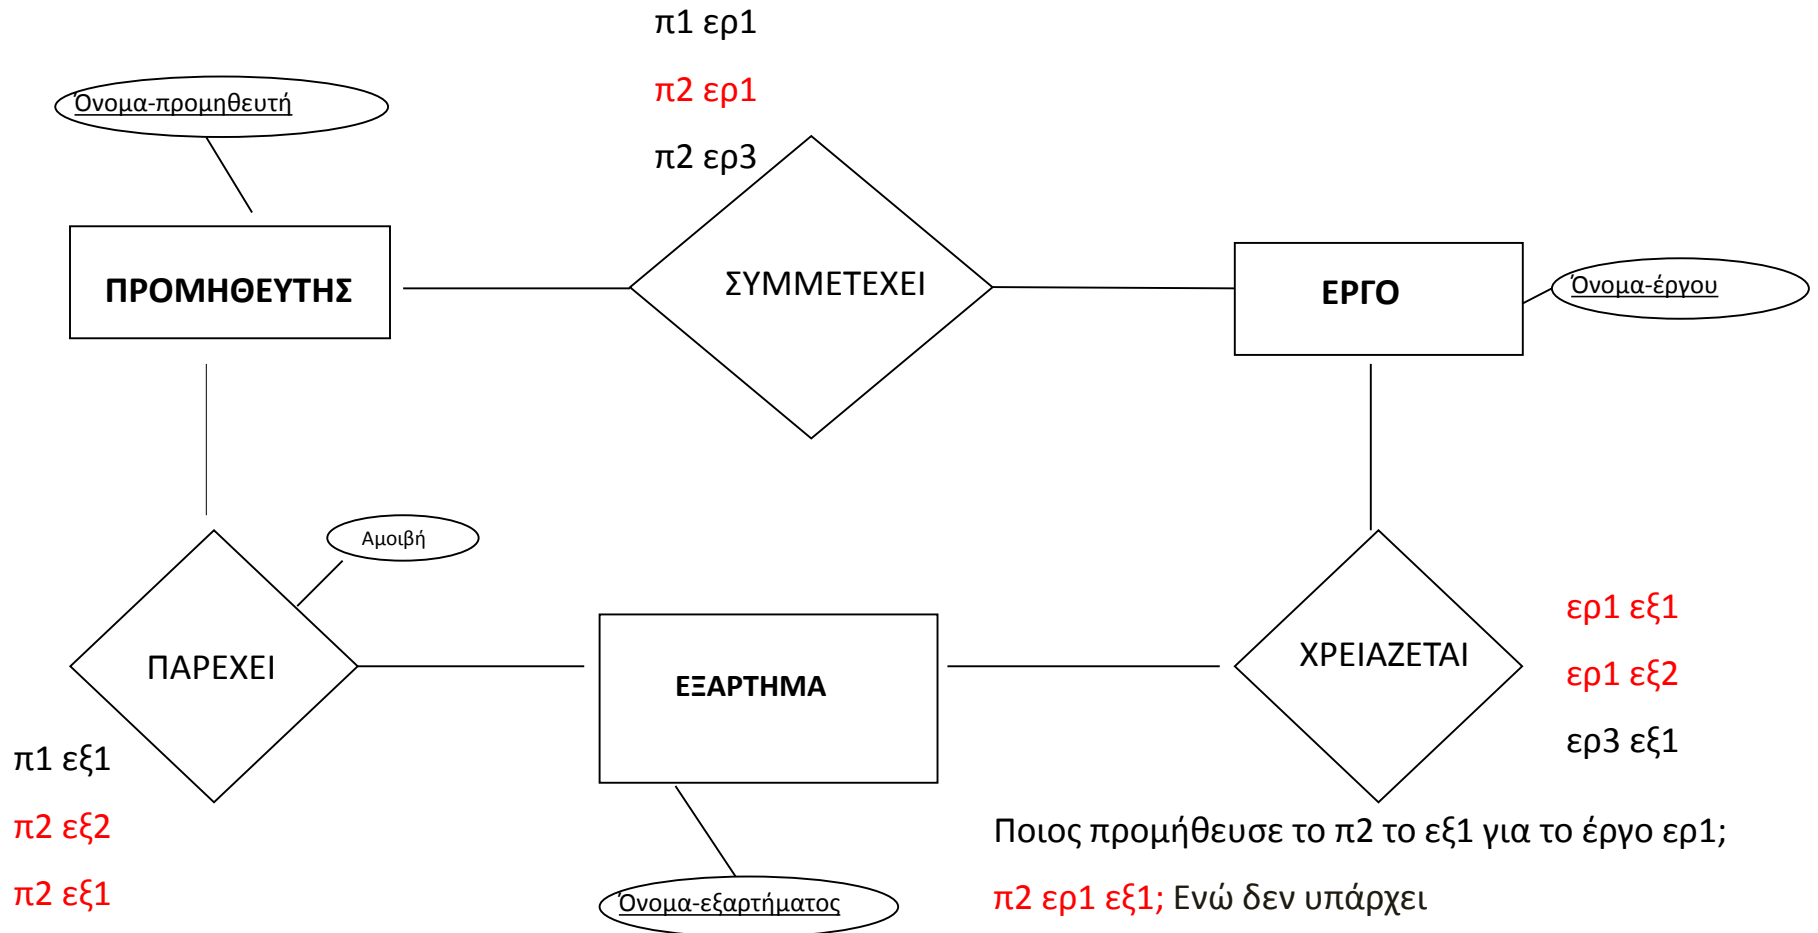 π1 ερ1
π2 ερ1
π2 ερ3
Όνομα-προμηθευτή
ΠΡΟΜΗΘΕΥΤΗΣ
ΣΥΜΜΕΤΕΧΕΙ
ΕΡΓΟ
Όνομα-έργου
Αμοιβή
ΠΑΡΕΧΕΙ
ΕΞΑΡΤΗΜΑ
ΧΡΕΙΑΖΕΤΑΙ
ερ1 εξ1
ερ1 εξ2
ερ3 εξ1
π1 εξ1
π2 εξ2
π2 εξ1
Όνομα-εξαρτήματος
Ποιος προμήθευσε το π2 το εξ1 για το έργο ερ1;
π2 ερ1 εξ1; Ενώ δεν υπάρχει